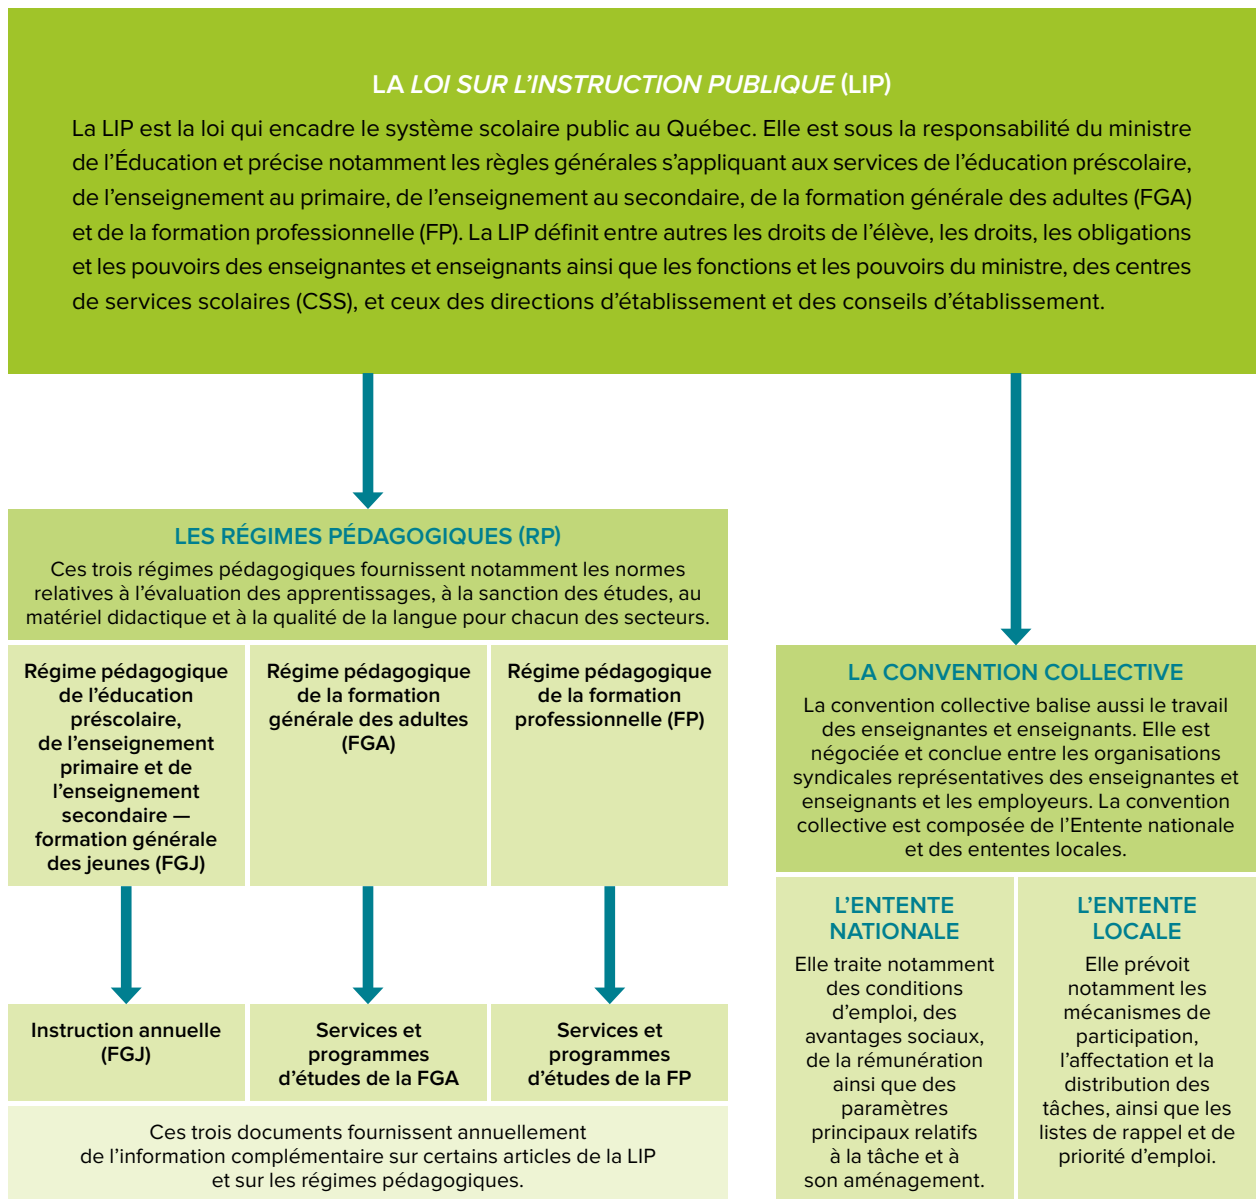 LA LOI SUR L’INSTRUCTION PUBLIQUE (LIP)
La LIP est la loi qui encadre le système scolaire public au Québec. Elle est sous la responsabilité du ministre
de l’Éducation et précise notamment les règles générales s’appliquant aux services de l’éducation préscolaire,
de l’enseignement au primaire, de l’enseignement au secondaire, de la formation générale des adultes (FGA)
et de la formation professionnelle (FP). La LIP définit entre autres les droits de l’élève, les droits, les obligations
et les pouvoirs des enseignantes et enseignants ainsi que les fonctions et les pouvoirs du ministre, des centres
de services scolaires (CSS), et ceux des directions d’établissement et des conseils d’établissement.
LES RÉGIMES PÉDAGOGIQUES (RP)
Ces trois régimes pédagogiques fournissent notamment les normes
relatives à l’évaluation des apprentissages, à la sanction des études, au
matériel didactique et à la qualité de la langue pour chacun des secteurs.
Régime pédagogique
de l’éducation
préscolaire,
de l’enseignement
primaire et de
l’enseignement
secondaire —
formation générale
des jeunes (FGJ)
Régime pédagogique
de la formation
générale des adultes
(FGA)
Régime pédagogique
de la formation
professionnelle (FP)
Instruction annuelle
(FGJ)
Services et
programmes
d’études de la FGA
Services et
programmes
d’études de la FP
Ces trois documents fournissent annuellement
de l’information complémentaire sur certains articles de la LIP
et sur les régimes pédagogiques.
LA CONVENTION COLLECTIVE
La convention collective balise aussi le travail
des enseignantes et enseignants. Elle est
négociée et conclue entre les organisations
syndicales représentatives des enseignantes et
enseignants et les employeurs. La convention
collective est composée de l’Entente nationale
et des ententes locales.
L’ENTENTE
NATIONALE
Elle traite notamment
des conditions
d’emploi, des
avantages sociaux,
de la rémunération
ainsi que des
paramètres
principaux relatifs
à la tâche et à
son aménagement.
L’ENTENTE
LOCALE
Elle prévoit
notamment les
mécanismes de
participation,
l’affectation et la
distribution des
tâches, ainsi que les
listes de rappel et de
priorité d’emploi.